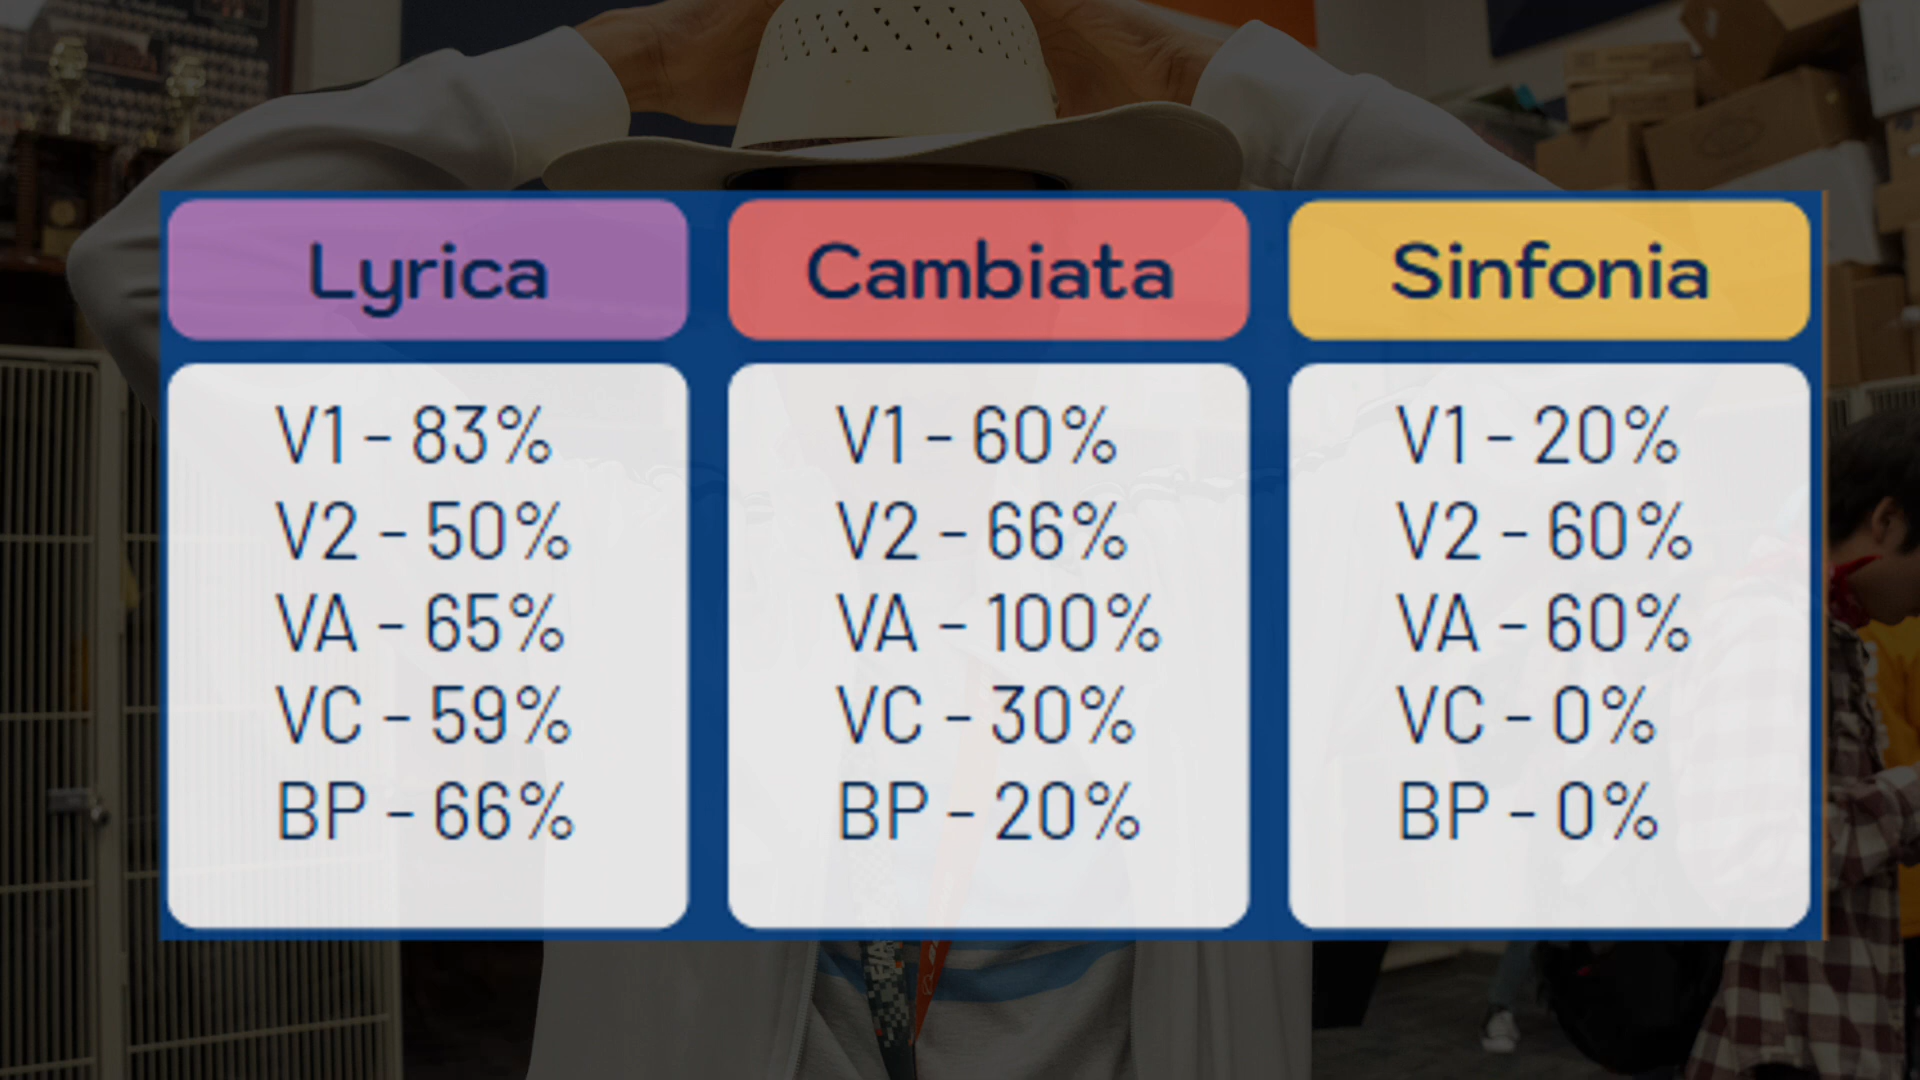 Lyrica
V1 - 83%
V2 - 50%
VA - 65%
VC - 59%
BP - 66%
Cambiata
V1 - 60%
V2 - 66%
VA - 100%
VC - 30%
BP - 20%
Sinfonia
V1 - 20%
V2 - 60%
VA - 60%
VC - 0%
BP - 0%